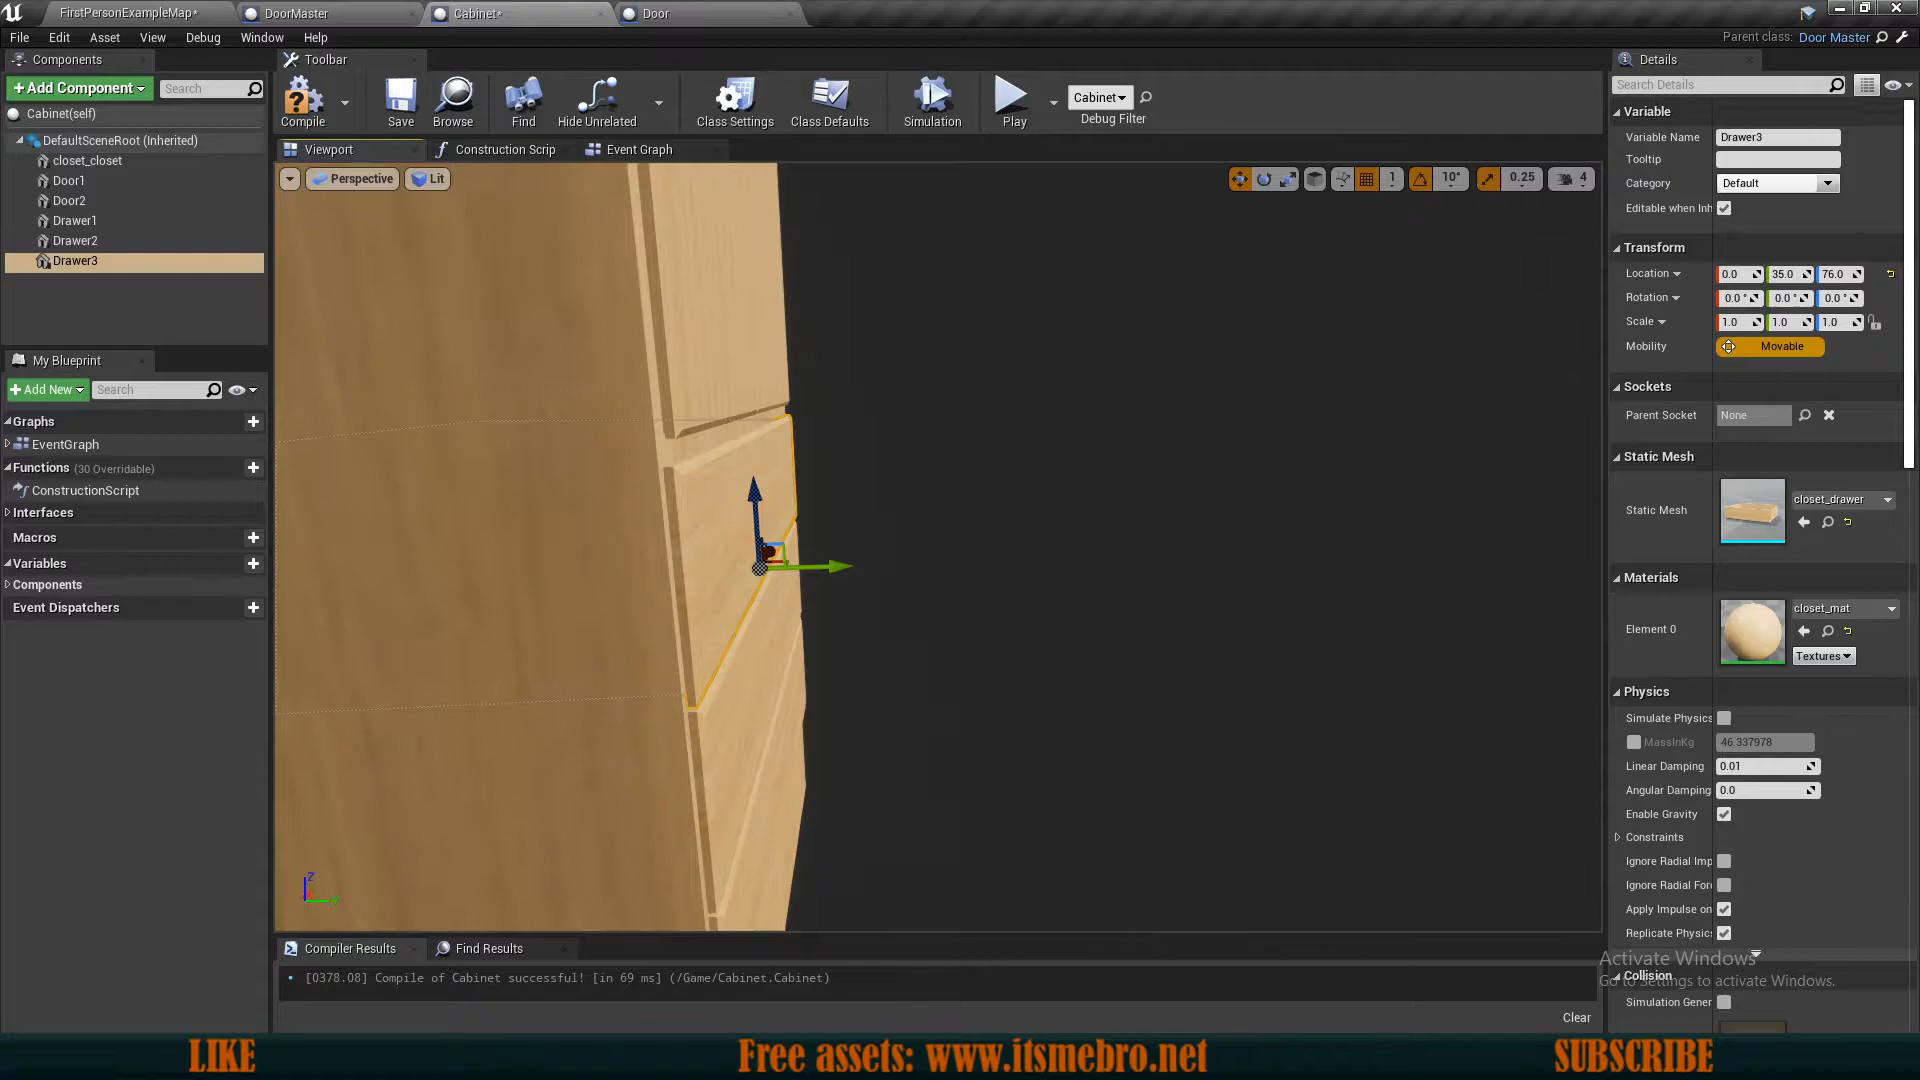 FirstPersonExampleMap*
DoorMaster
Cabinet*
Door
File Edit Asset View Debug Window Help
Parent class: Door Master
Components
Toolbar
Details
+Add Component
Search
Compile
Save
Browse
Find
Hide Unrelated
Class Settings
Class Defaults
Simulation
Play
Cabinet
Debug Filter
Search Details
Cabinet(self)
DefaultSceneRoot (Inherited)
closet_closet
Door1
Door2
Drawer1
Drawer2
Drawer3
Viewport
Construction Scrip
Event Graph
Perspective
Lit
1
10°
0.25
4
Variable
Variable Name Drawer3
Tooltip
Category Default
Editable when Inh
Transform
Location 0.0 35.0 76.0
Rotation 0.0 ° 0.0 ° 0.0 °
Scale 1.0 1.0 1.0
Mobility Movable
Sockets
Parent Socket None
Static Mesh
Static Mesh closet_drawer
Materials
Element 0 closet_mat
Textures
Physics
Simulate Physics
MassInKg 46.337978
Linear Damping 0.01
Angular Damping 0.0
Enable Gravity
Constraints
Ignore Radial Imp
Ignore Radial For
Apply Impulse on
Replicate Physics
Collision
Simulation Gener
Activate Windows
Go to Settings to activate Windows.
My Blueprint
+Add New
Search
Graphs
EventGraph
Functions (30 Overridable)
ConstructionScript
Interfaces
Macros
Variables
Components
Event Dispatchers
Z
Y
Compiler Results
Find Results
[0378.08] Compile of Cabinet successful! [in 69 ms] (/Game/Cabinet.Cabinet)
Clear
LIKE
Free assets: www.itsmebro.net
SUBSCRIBE